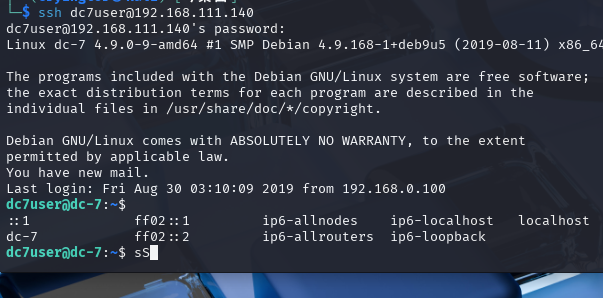 └─$ ssh dc7user@192.168.111.140
dc7user@192.168.111.140's password:
Linux dc-7 4.9.0-9-amd64 #1 SMP Debian 4.9.168-1+deb9u5 (2019-08-11) x86_64
The programs included with the Debian GNU/Linux system are free software;
the exact distribution terms for each program are described in the
individual files in /usr/share/doc/*/copyright.
Debian GNU/Linux comes with ABSOLUTELY NO WARRANTY, to the extent
permitted by applicable law.
You have new mail.
Last login: Fri Aug 30 03:10:09 2019 from 192.168.0.100
dc7user@dc-7:~$
::1 ff02::1 ip6-allnodes ip6-localhost localhost
dc-7 ff02::2 ip6-allrouters ip6-loopback
dc7user@dc-7:~$ sS